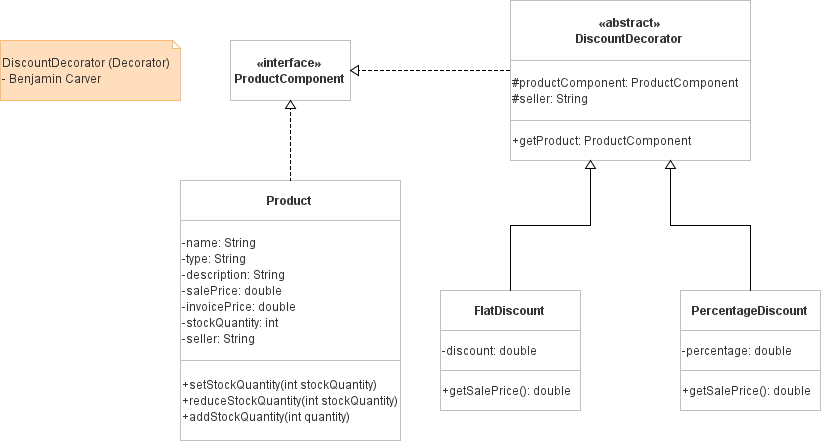 DiscountDecorator (Decorator)
- Benjamin Carver
«interface»
ProductComponent
«abstract»
DiscountDecorator
#productComponent: ProductComponent
#seller: String
+getProduct: ProductComponent
Product
-name: String
-type: String
-description: String
-salePrice: double
-invoicePrice: double
-stockQuantity: int
-seller: String
+setStockQuantity(int stockQuantity)
+reduceStockQuantity(int stockQuantity)
+addStockQuantity(int quantity)
FlatDiscount
-discount: double
+getSalePrice(): double
PercentageDiscount
-percentage: double
+getSalePrice(): double